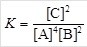 K = [C]² / [A]⁴[B]²